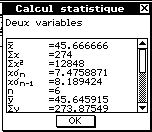 Calcul statistique
Deux variables
x̄ =45.666666
Σx =274
Σx² =12848
xσn =7.4758871
xσn-1 =8.189424
n =6
ȳ =45.645915
Σy =273.87549
OK